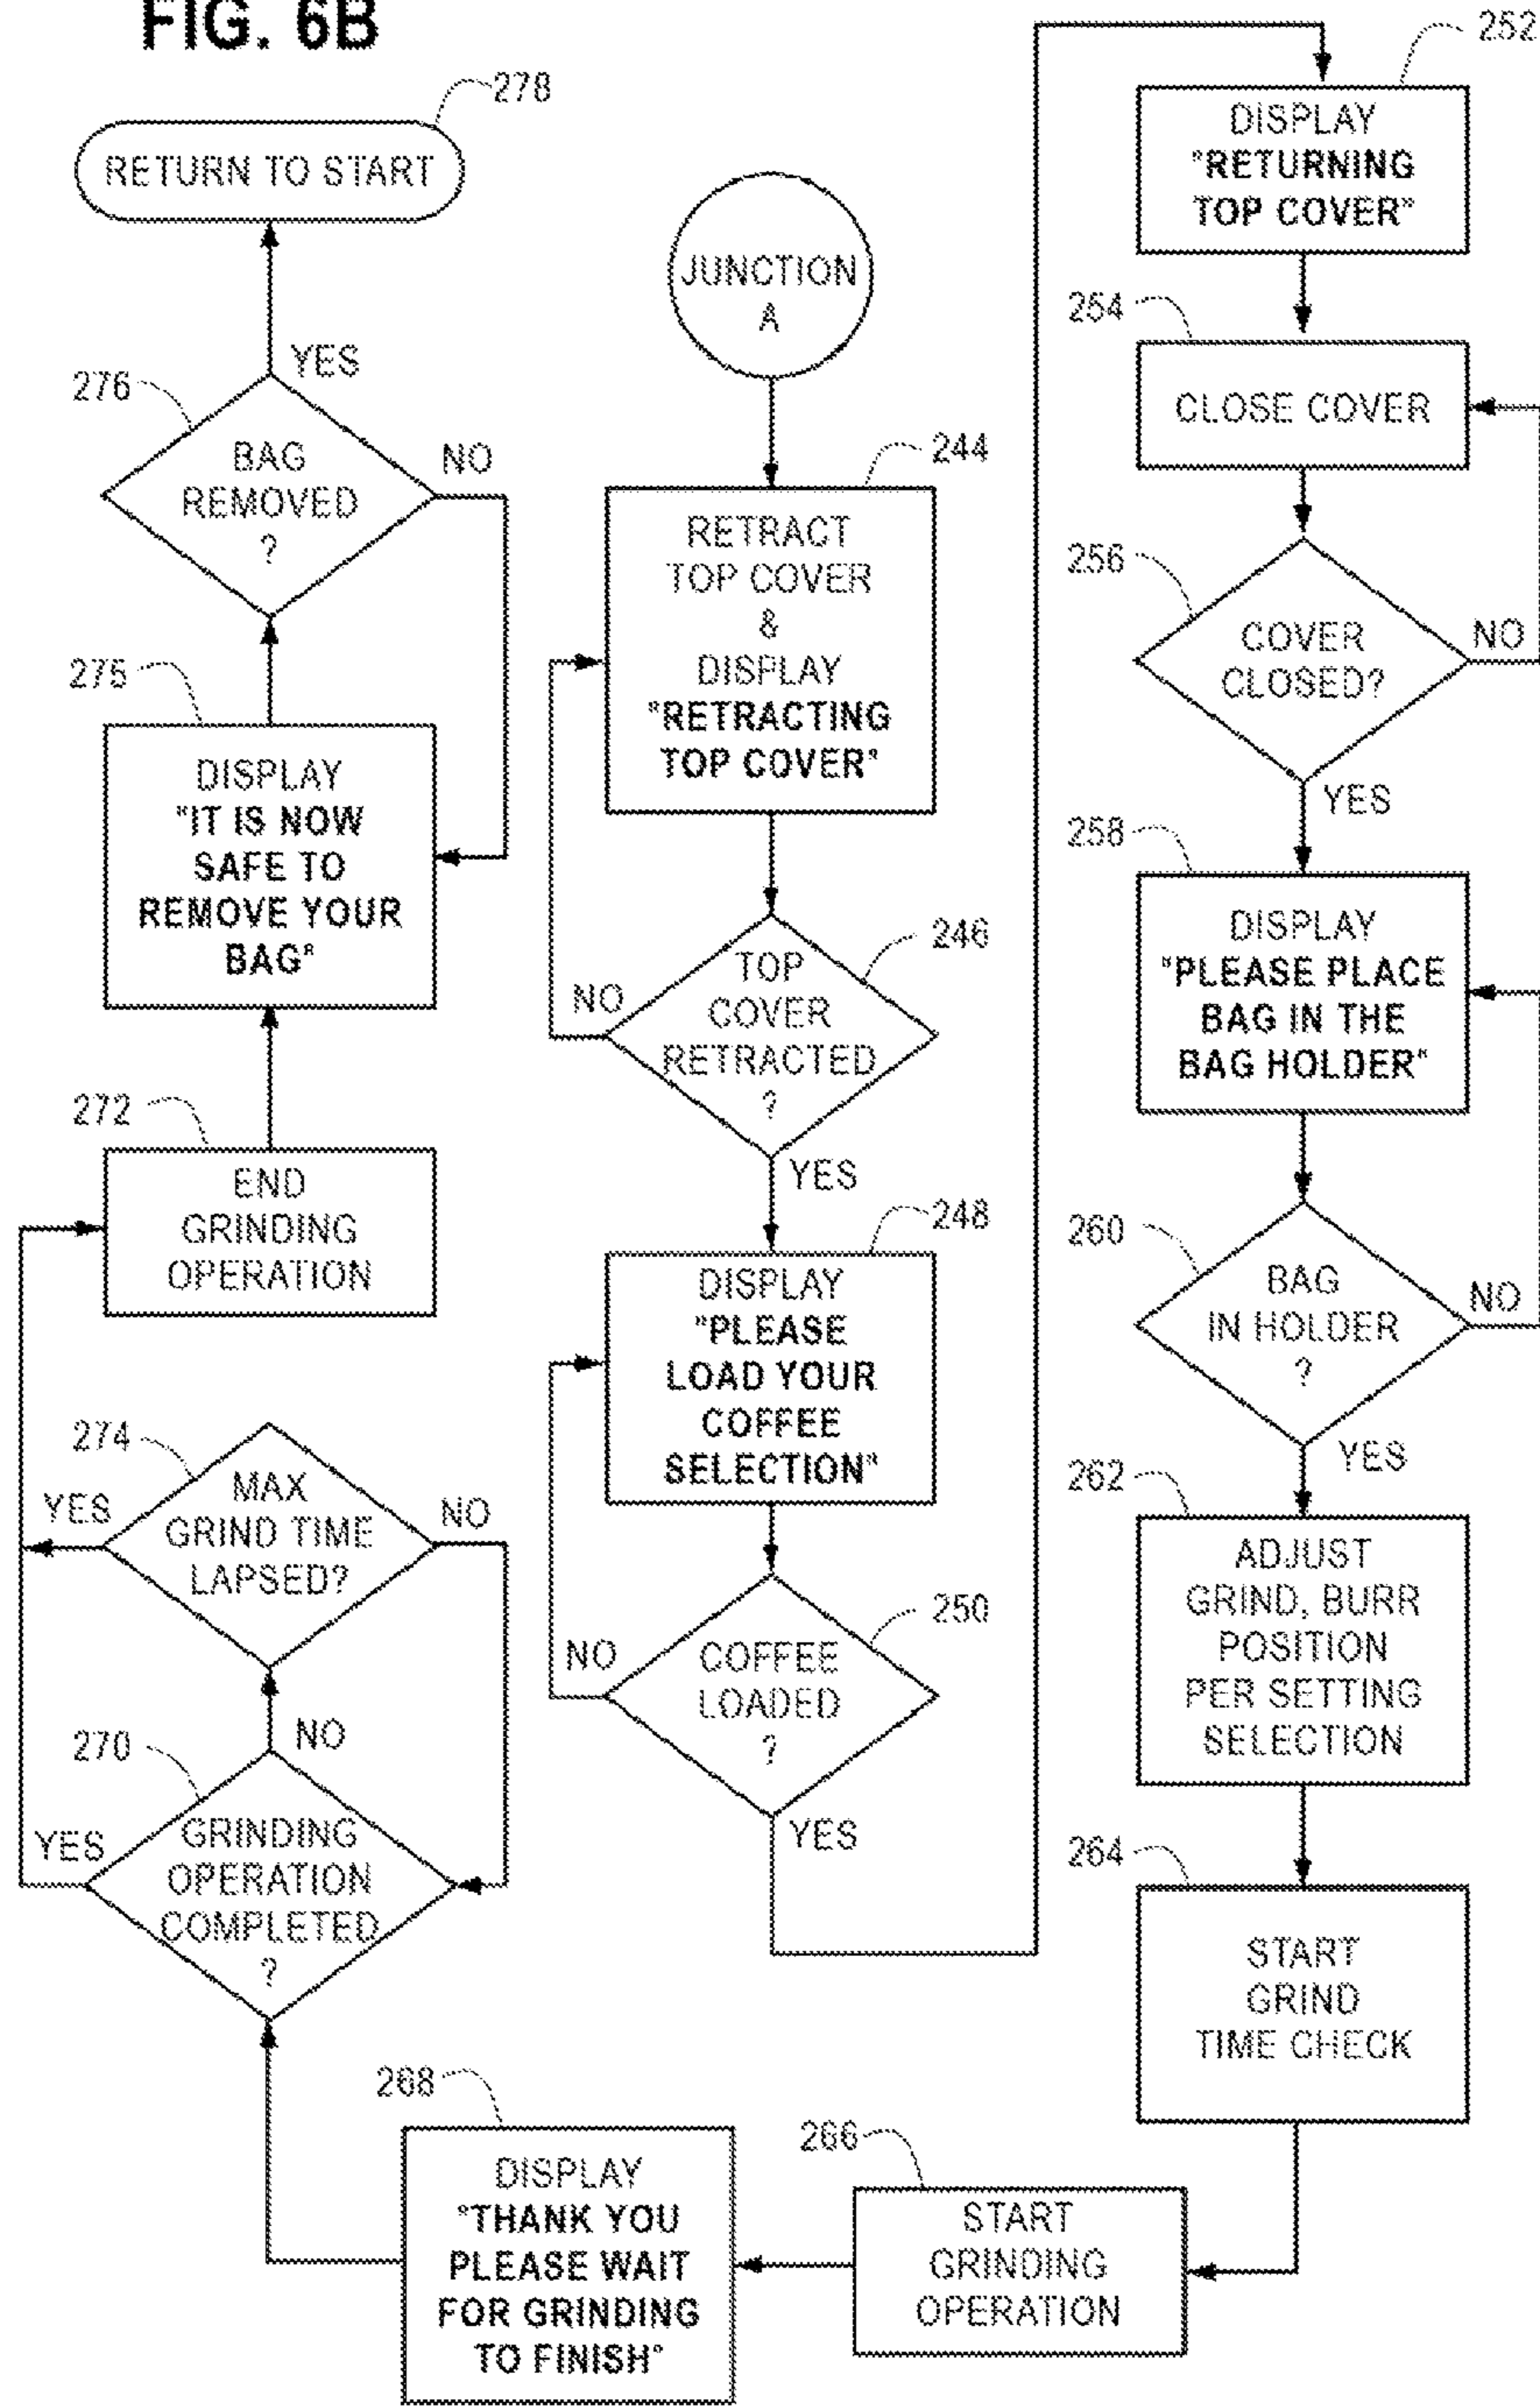 FIG. 6B
278
RETURN TO START
YES
276
BAG
REMOVED
?
NO
275
DISPLAY
"IT IS NOW
SAFE TO
REMOVE YOUR
BAG"
272
END
GRINDING
OPERATION
274
MAX
GRIND TIME
LAPSED?
YES
NO
270
NO
YES
GRINDING
OPERATION
COMPLETED
?
JUNCTION
A
244
RETRACT
TOP COVER
&
DISPLAY
"RETRACTING
TOP COVER"
246
TOP
COVER
RETRACTED
?
NO
YES
248
DISPLAY
"PLEASE
LOAD YOUR
COFFEE
SELECTION"
250
COFFEE
LOADED
?
NO
YES
252
DISPLAY
"RETURNING
TOP COVER"
254
CLOSE COVER
256
COVER
CLOSED?
NO
YES
258
DISPLAY
"PLEASE PLACE
BAG IN THE
BAG HOLDER"
260
BAG
IN HOLDER
?
NO
YES
262
ADJUST
GRIND, BURR
POSITION
PER SETTING
SELECTION
264
START
GRIND
TIME CHECK
266
START
GRINDING
OPERATION
268
DISPLAY
"THANK YOU
PLEASE WAIT
FOR GRINDING
TO FINISH"